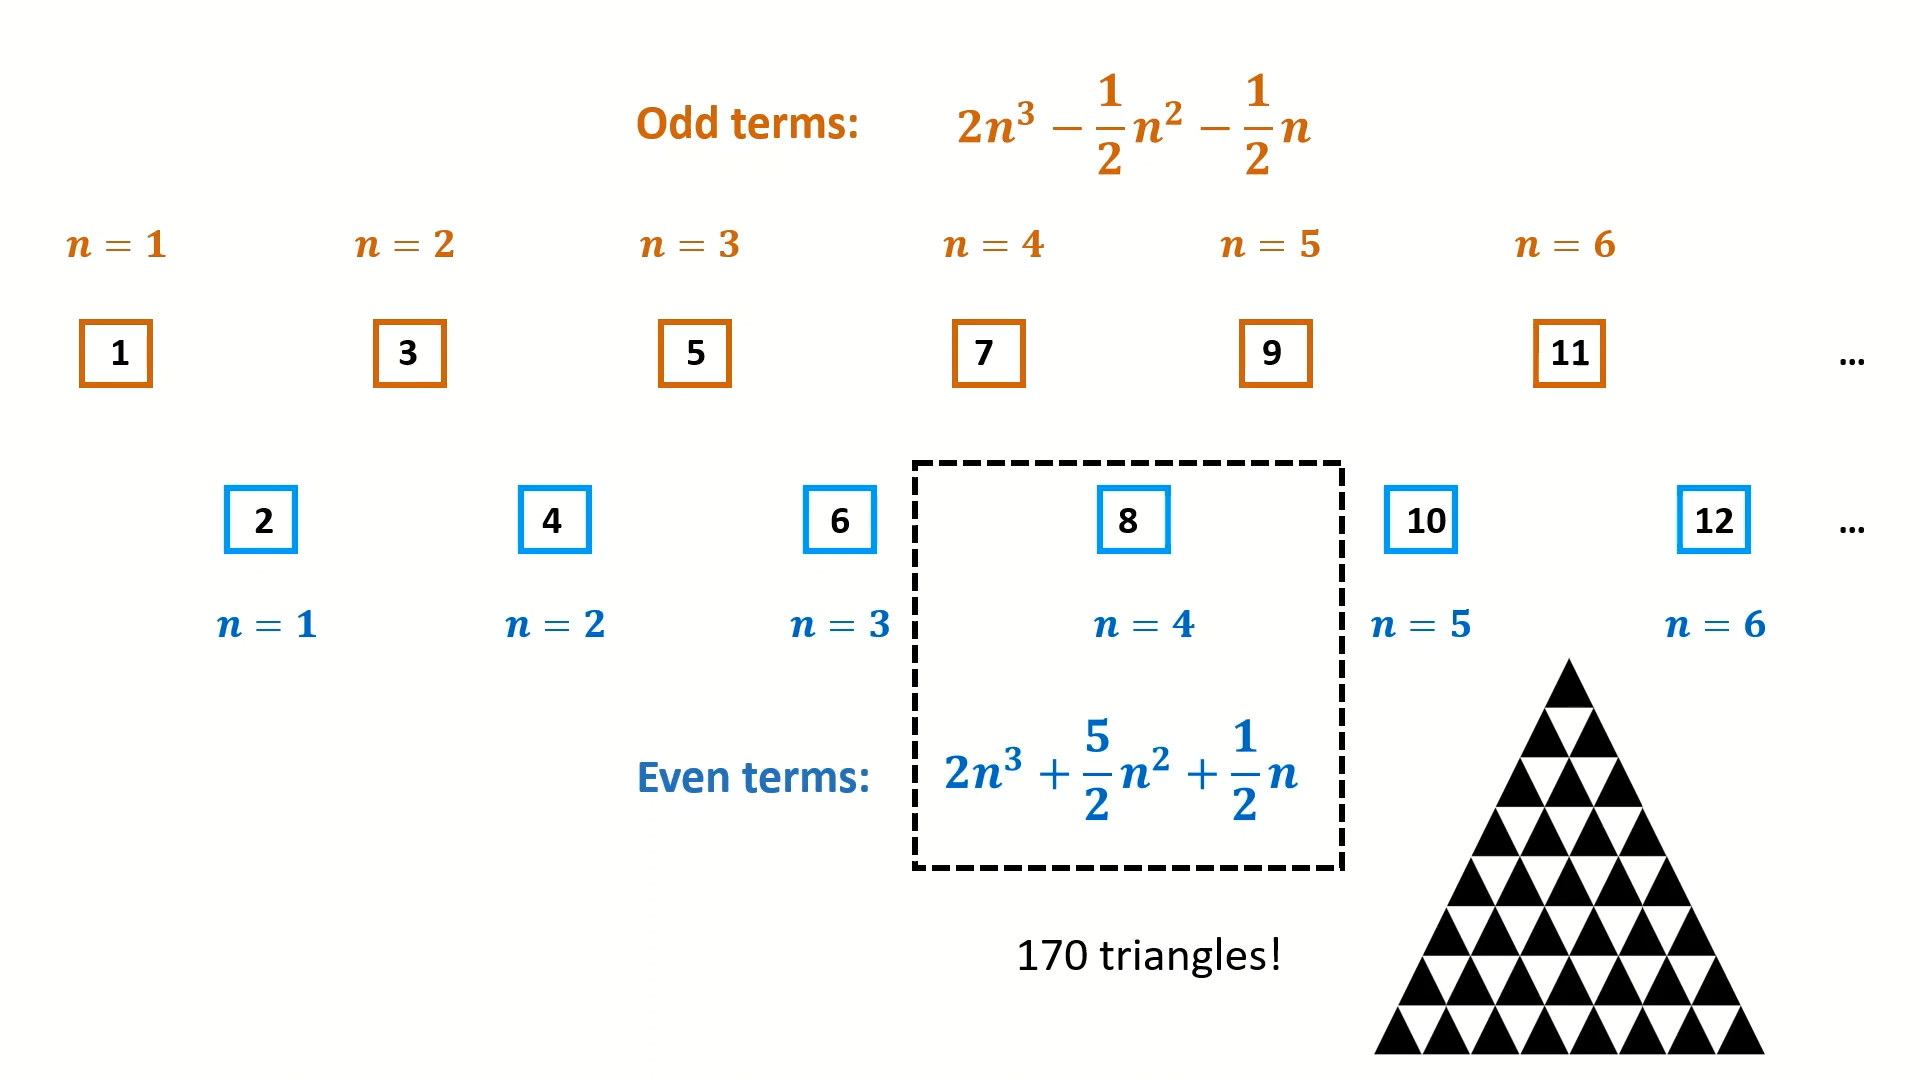 Odd terms: 2n³ − 1/2 n² − 1/2 n
n = 1 n = 2 n = 3 n = 4 n = 5 n = 6
1 3 5 7 9 11 ...
2 4 6 8 10 12 ...
n = 1 n = 2 n = 3 n = 4 n = 5 n = 6
Even terms: 2n³ + 5/2 n² + 1/2 n
170 triangles!